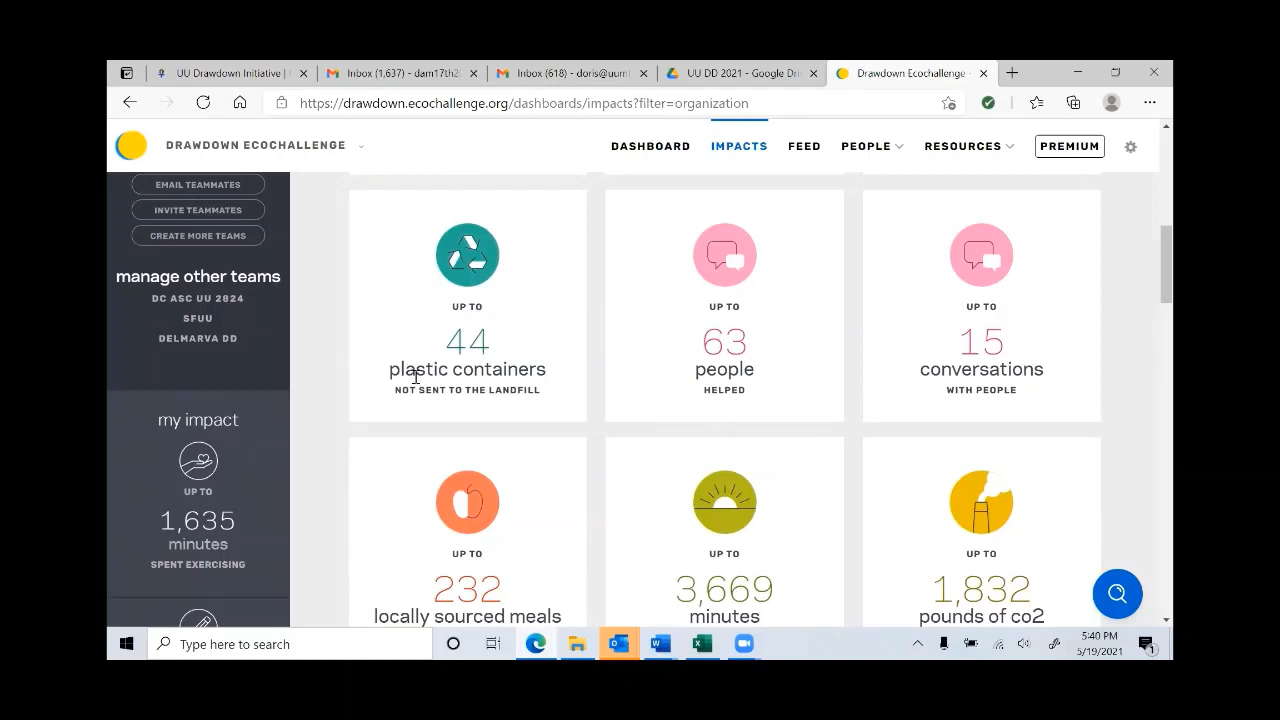 UU Drawdown Initiative |
Inbox (1,637) - dam17th2
Inbox (618) - doris@uum
UU DD 2021 - Google Dri
Drawdown Ecochallenge -
https://drawdown.ecochallenge.org/dashboards/impacts?filter=organization
DRAWDOWN ECOCHALLENGE
DASHBOARD
IMPACTS
FEED
PEOPLE
RESOURCES
PREMIUM
EMAIL TEAMMATES
INVITE TEAMMATES
CREATE MORE TEAMS
manage other teams
DC ASC UU 2024
SFUU
DELMARVA DD
my impact
UP TO
1,635
minutes
SPENT EXERCISING
UP TO
44
plastic containers
NOT SENT TO THE LANDFILL
UP TO
63
people
HELPED
UP TO
15
conversations
WITH PEOPLE
UP TO
232
locally sourced meals
UP TO
3,669
minutes
UP TO
1,832
pounds of co2
Type here to search
5:40 PM
5/19/2021
1